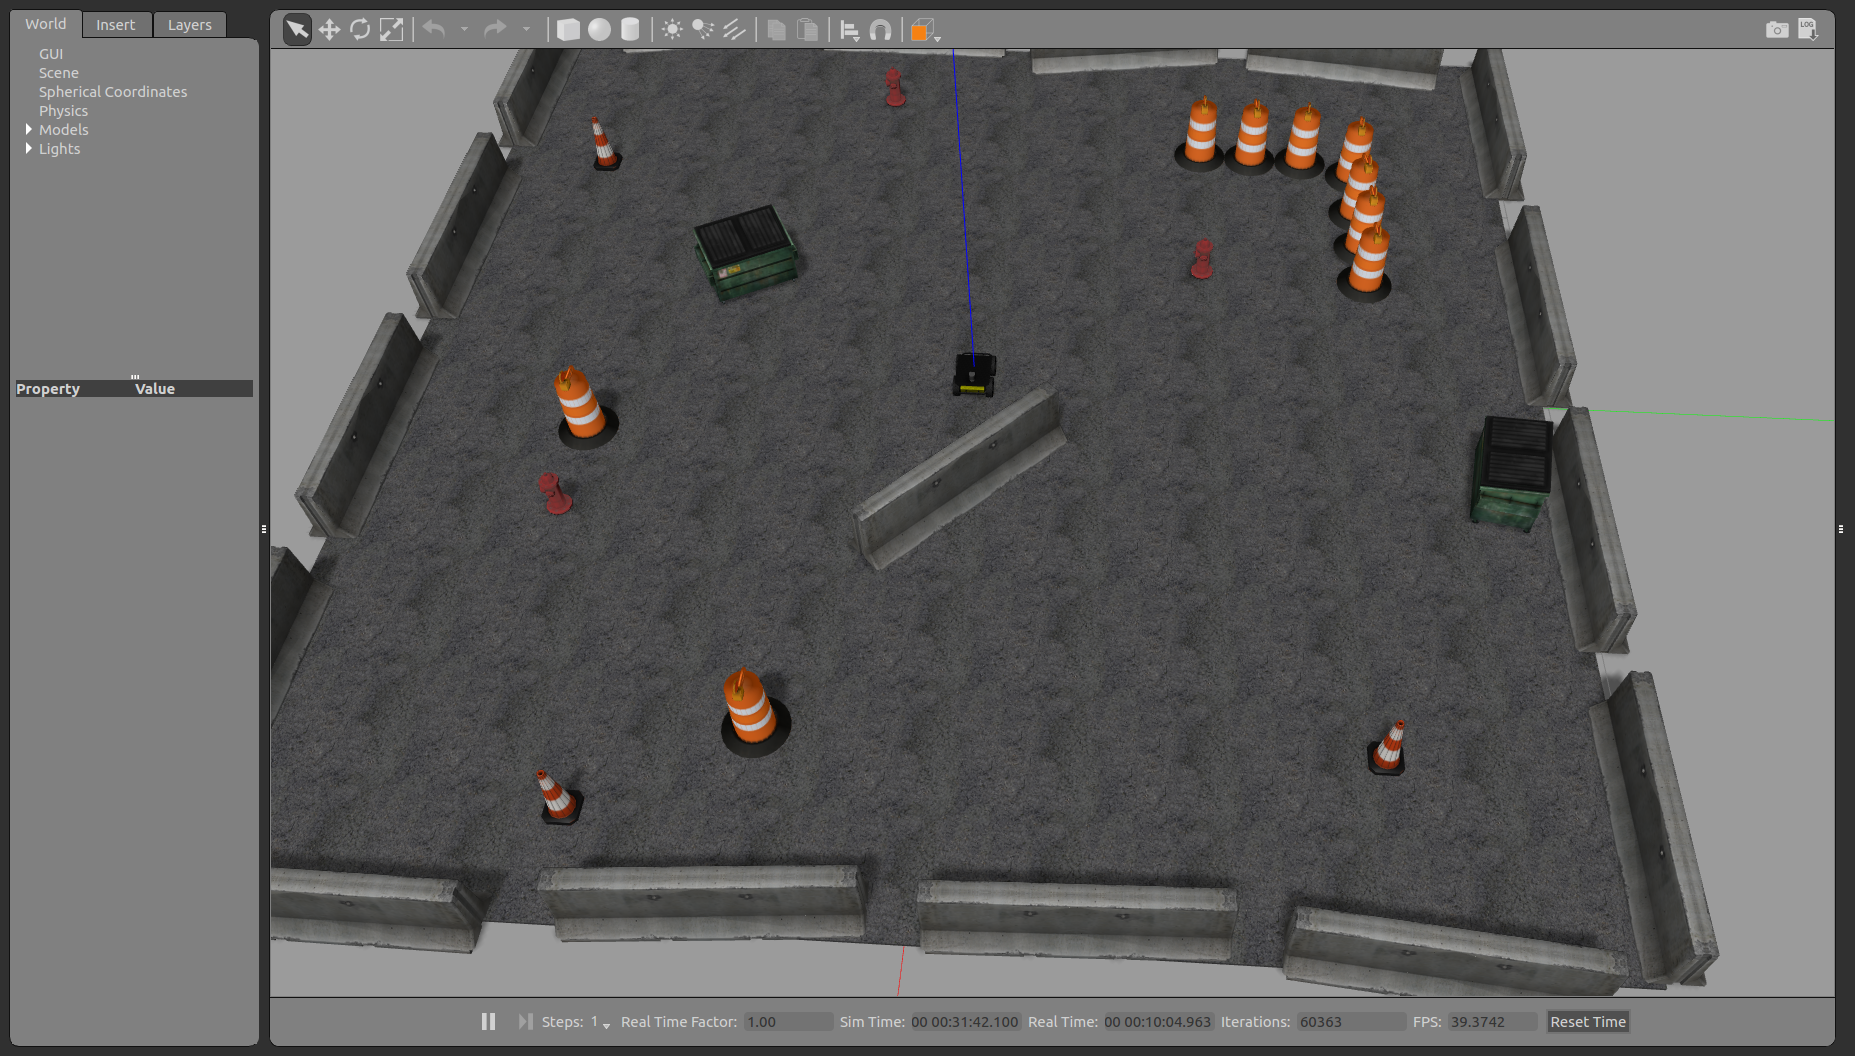 World Insert Layers
GUI
Scene
Spherical Coordinates
Physics
Models
Lights
Property Value
LOG
Steps: 1 Real Time Factor: 1.00 Sim Time: 00 00:31:42.100 Real Time: 00 00:10:04.963 Iterations: 60363 FPS: 39.3742 Reset Time